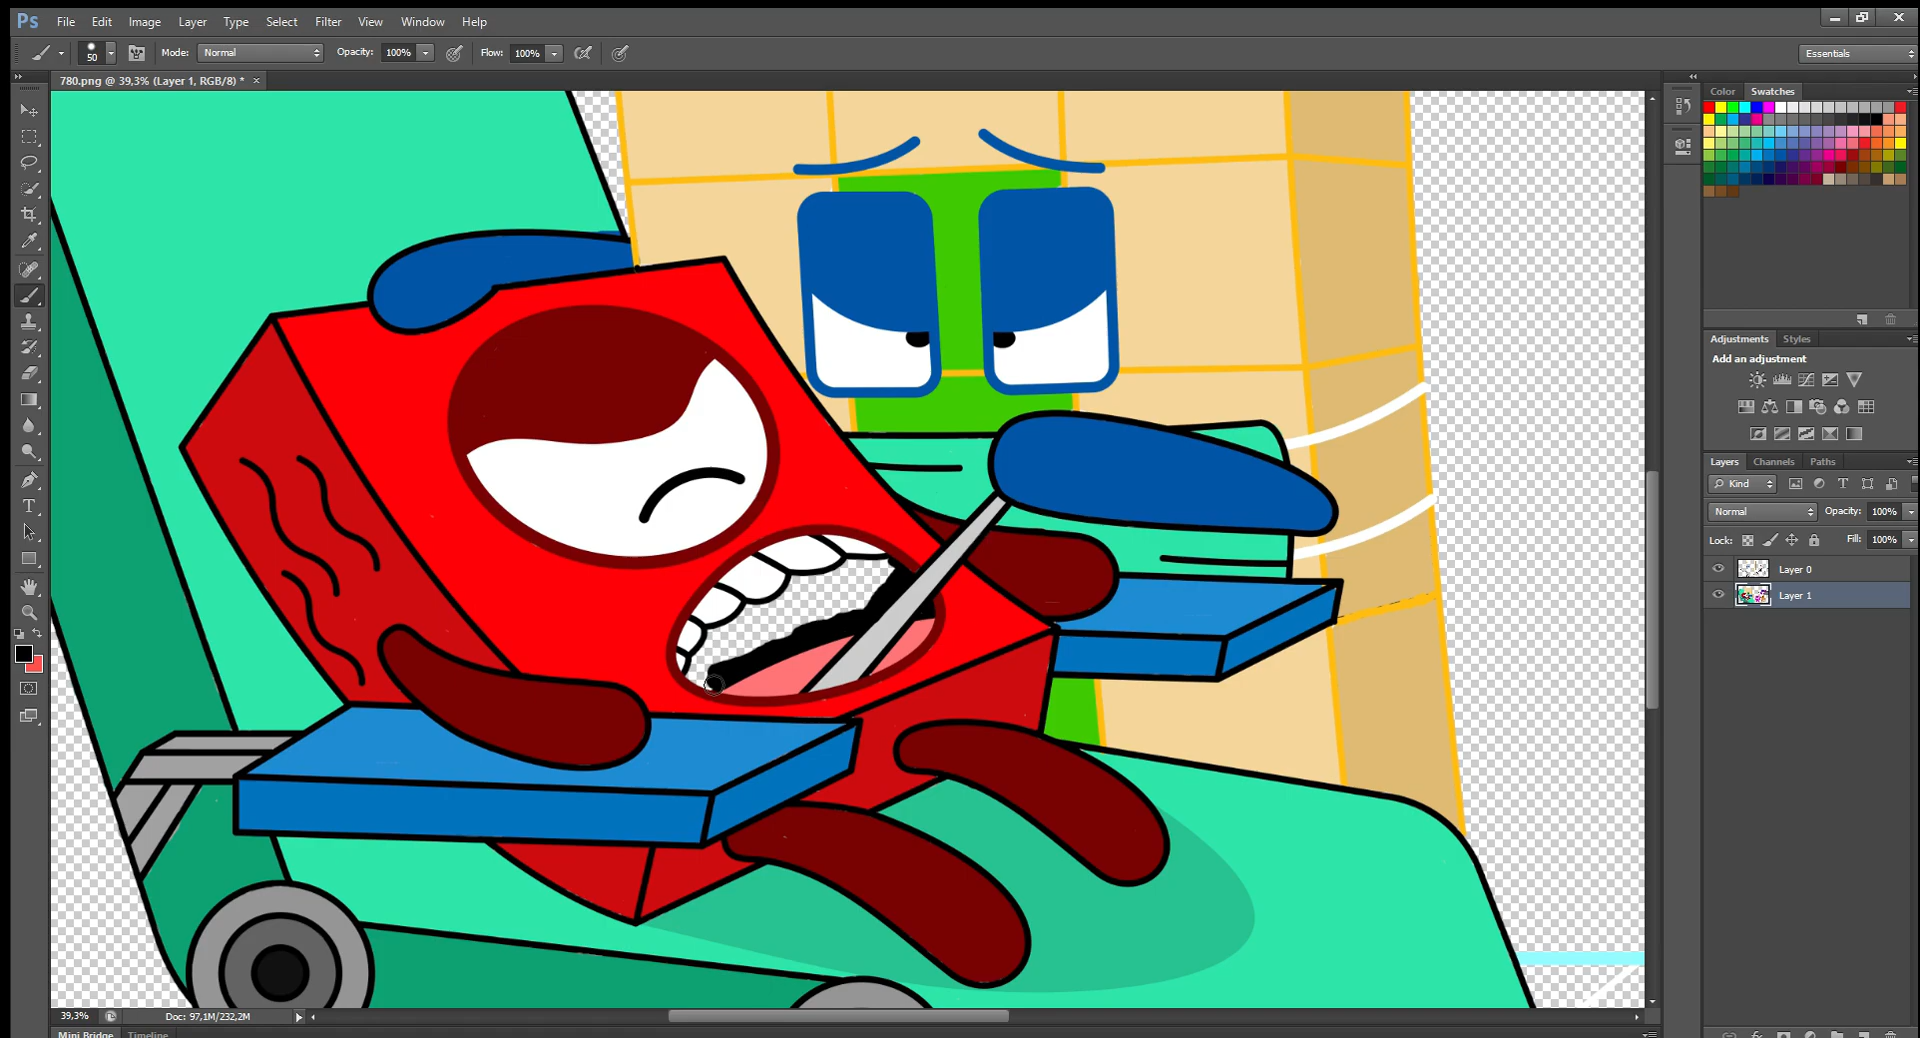 Ps File Edit Image Layer Type Select Filter View Window Help
50 Mode: Normal Opacity: 100% Flow: 100% Essentials
780.png @ 39,3% (Layer 1, RGB/8) * ×
Color Swatches
Adjustments Styles
Add an adjustment
Layers Channels Paths
Kind
Normal Opacity: 100%
Lock: Fill: 100%
Layer 0
Layer 1
39,3% Doc: 97,1M/232,2M
Mini Bridge Timeline